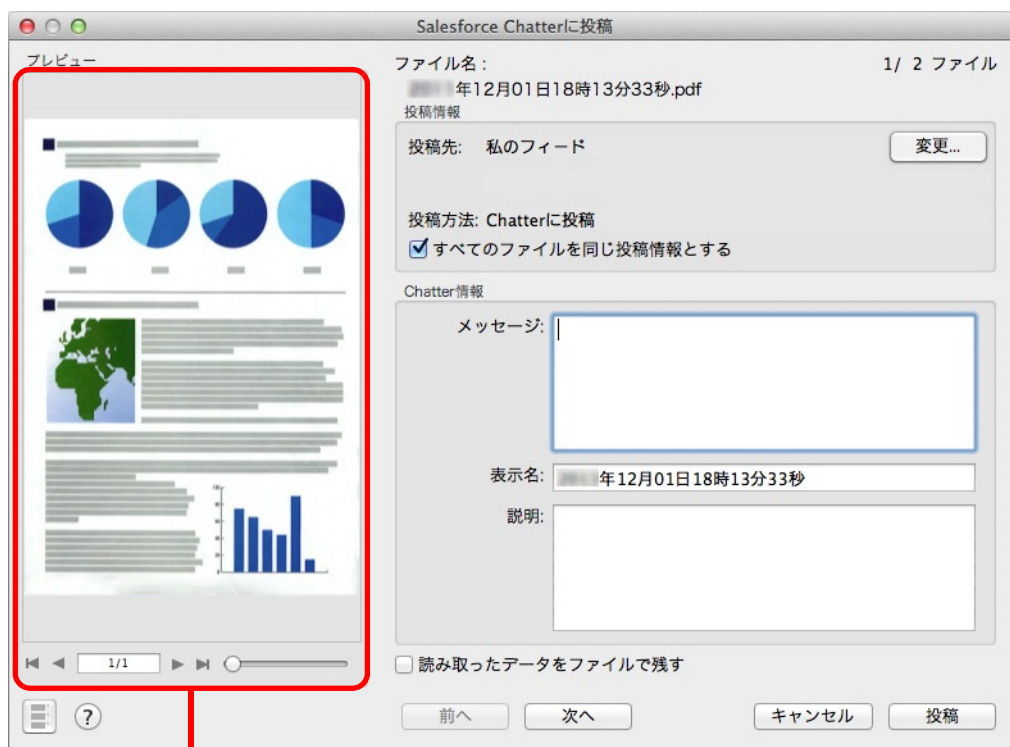 Salesforce Chatterに投稿
プレビュー
ファイル名 :
1/ 2 ファイル
年12月01日18時13分33秒.pdf
投稿情報
投稿先: 私のフィード
変更...
投稿方法: Chatterに投稿
すべてのファイルを同じ投稿情報とする
Chatter情報
メッセージ:
表示名: 年12月01日18時13分33秒
説明:
1/1
読み取ったデータをファイルで残す
?
前へ
次へ
キャンセル
投稿